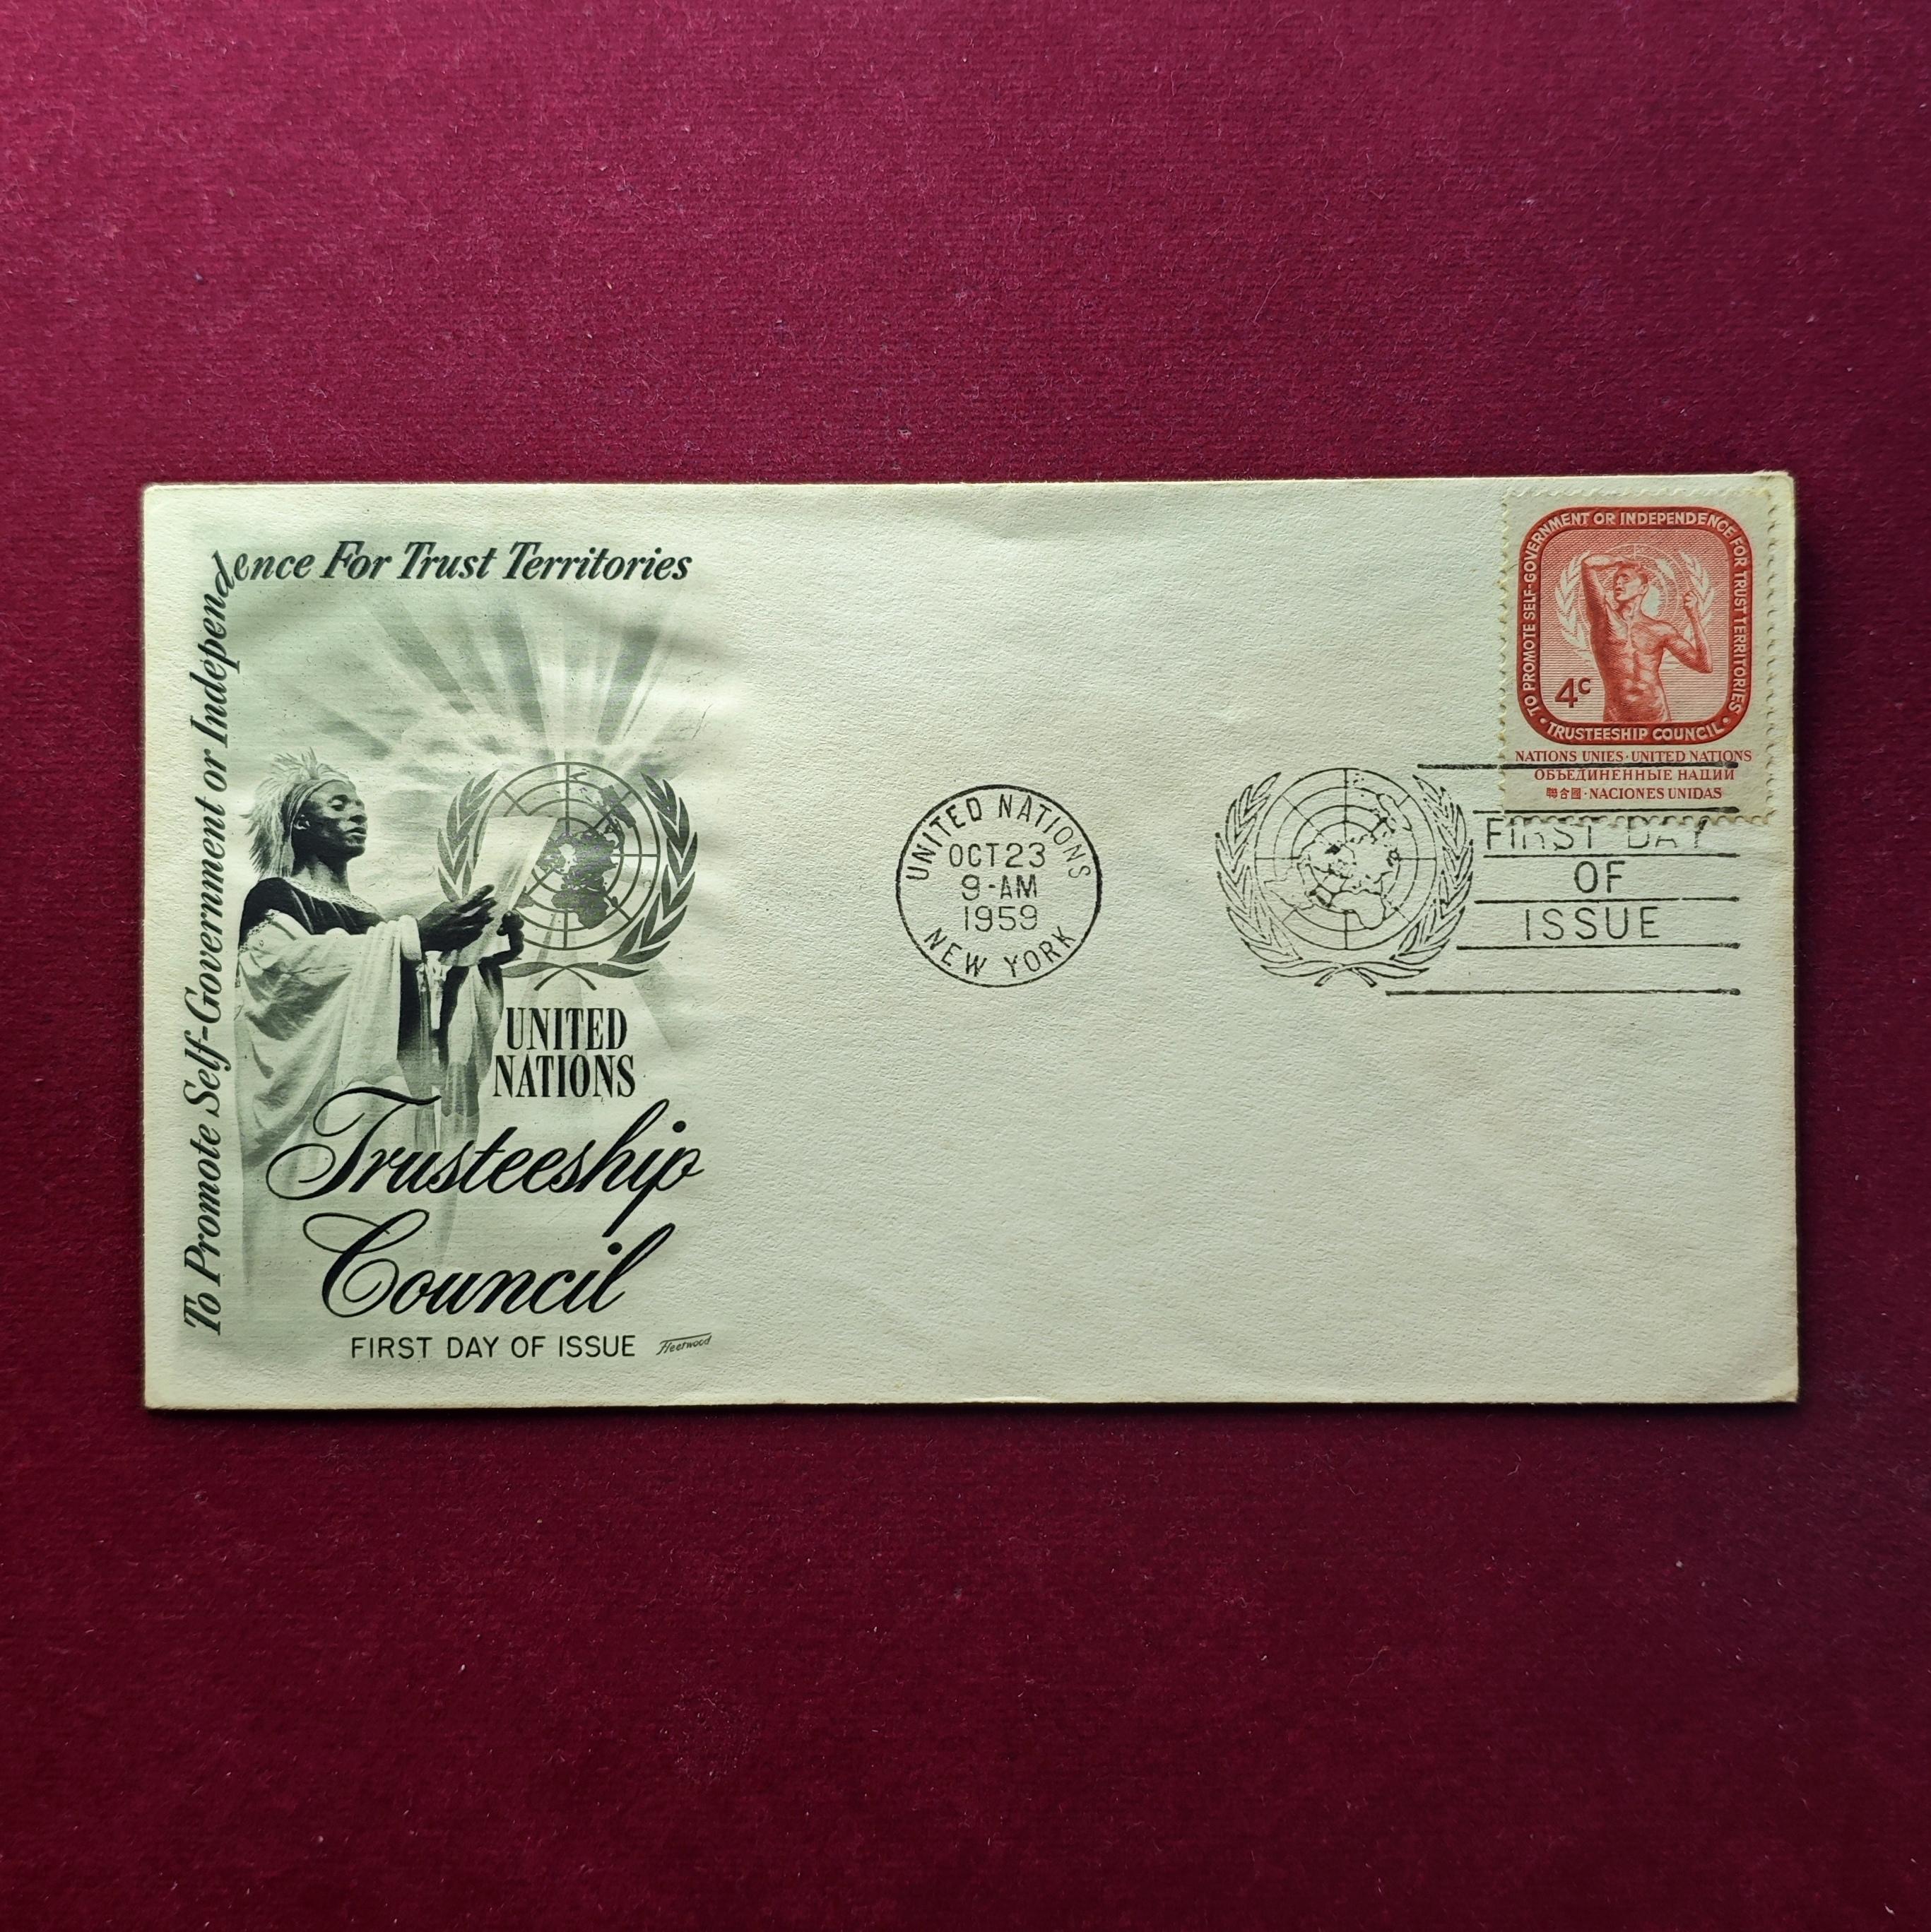 To Promote Self-Government or Independence For Trust Territories
UNITED
NATIONS
Trusteeship
Council
FIRST DAY OF ISSUE
Fleetwood
UNITED NATIONS
OCT 23
9-AM
1959
NEW YORK
TO PROMOTE SELF-GOVERNMENT OR INDEPENDENCE FOR TRUST TERRITORIES
4c
• TRUSTEESHIP COUNCIL •
NATIONS UNIES · UNITED NATIONS
ОБЪЕДИНЕННЫЕ НАЦИИ
聯合國 · NACIONES UNIDAS
FIRST DAY
OF
ISSUE